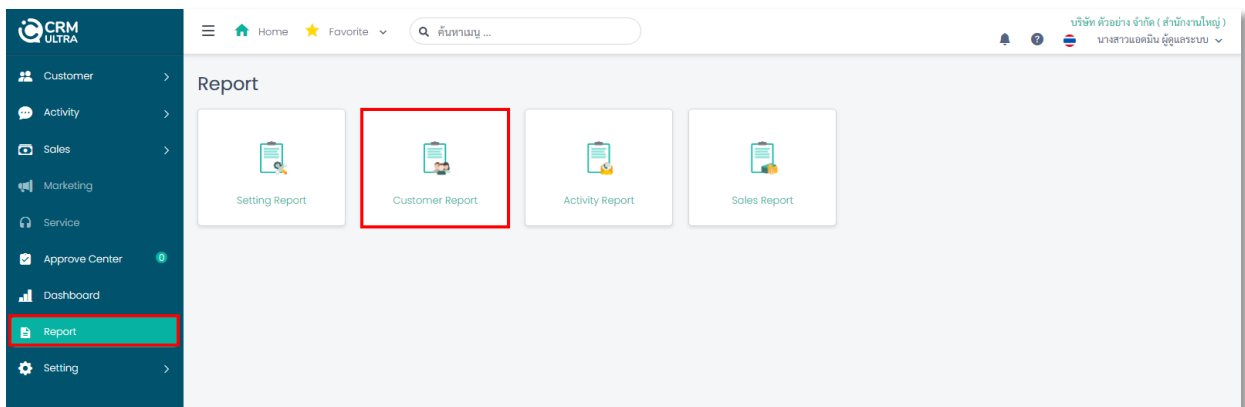 CRM
ULTRA
Home
Favorite
ค้นหาเมนู ...
บริษัท ตัวอย่าง จำกัด ( สำนักงานใหญ่ )
นางสาวแอดมิน ผู้ดูแลระบบ
Customer
Activity
Sales
Marketing
Service
Approve Center
0
Dashboard
Report
Setting
Report
Setting Report
Customer Report
Activity Report
Sales Report